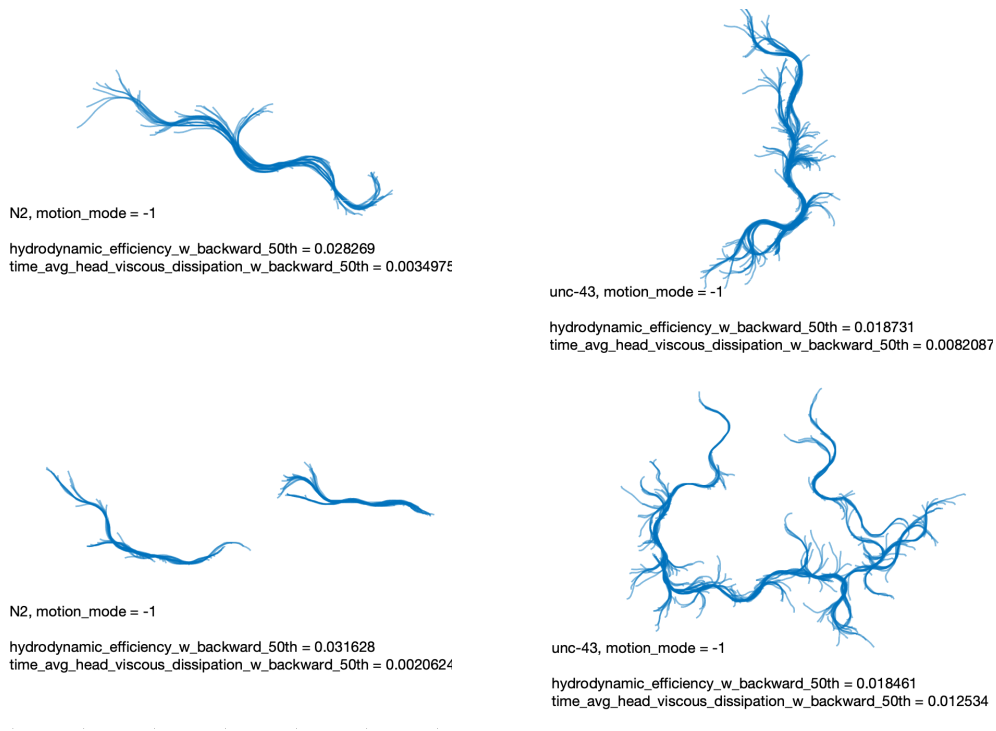 N2, motion_mode = -1
hydrodynamic_efficiency_w_backward_50th = 0.028269
time_avg_head_viscous_dissipation_w_backward_50th = 0.0034975
unc-43, motion_mode = -1
hydrodynamic_efficiency_w_backward_50th = 0.018731
time_avg_head_viscous_dissipation_w_backward_50th = 0.0082087
N2, motion_mode = -1
hydrodynamic_efficiency_w_backward_50th = 0.031628
time_avg_head_viscous_dissipation_w_backward_50th = 0.0020624
unc-43, motion_mode = -1
hydrodynamic_efficiency_w_backward_50th = 0.018461
time_avg_head_viscous_dissipation_w_backward_50th = 0.012534